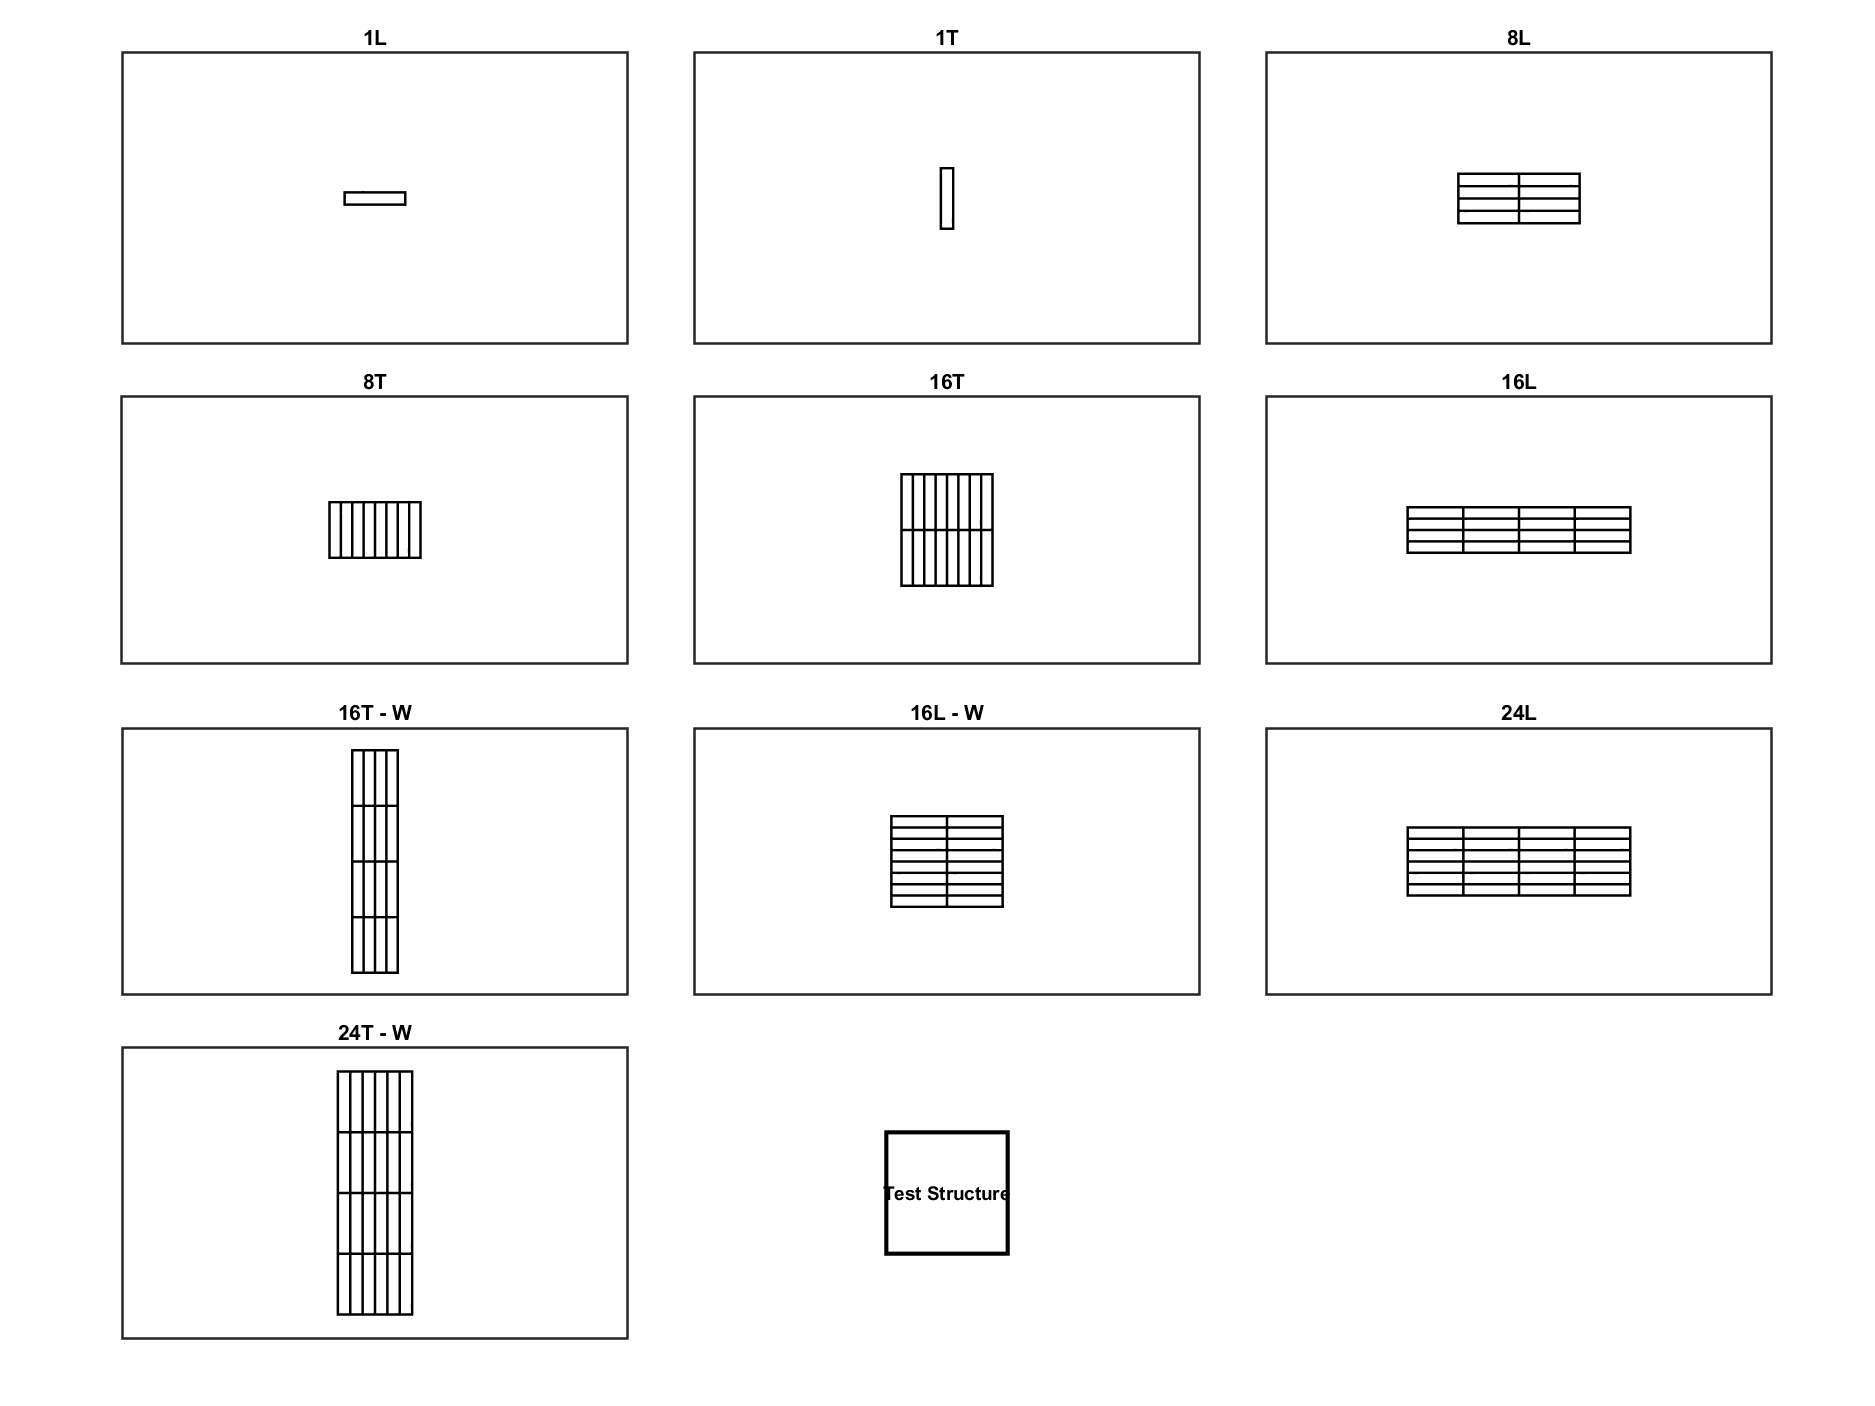 1L
1T
8L
8T
16T
16L
16T - W
16L - W
24L
24T - W
Test Structure